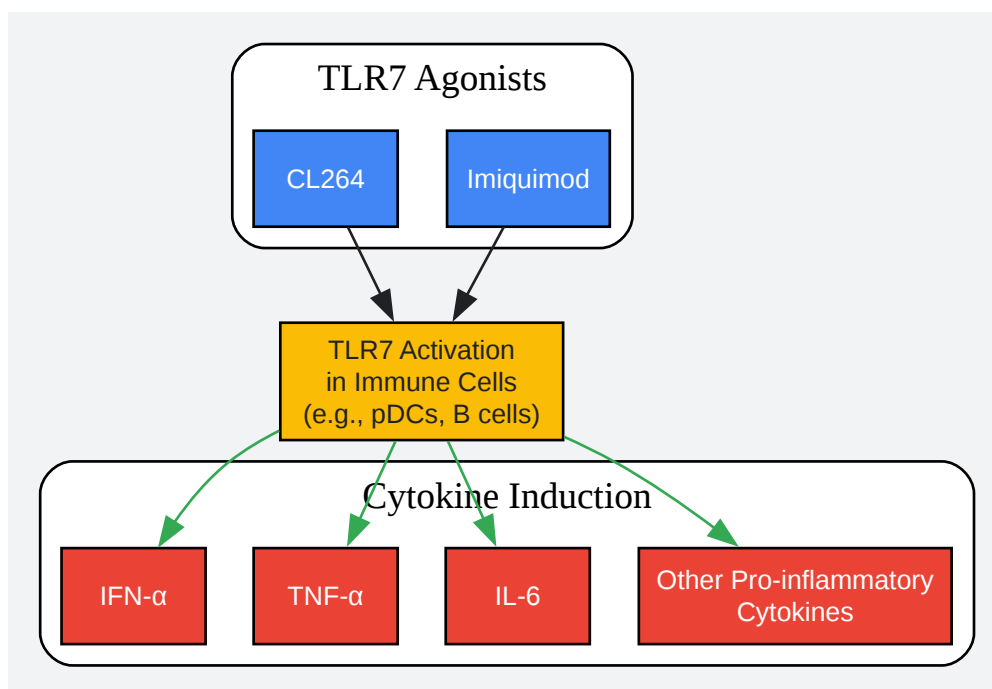 TLR7 Agonists
CL264
Imiquimod
TLR7 Activation
in Immune Cells
(e.g., pDCs, B cells)
Cytokine Induction
IFN-α
TNF-α
IL-6
Other Pro-inflammatory
Cytokines